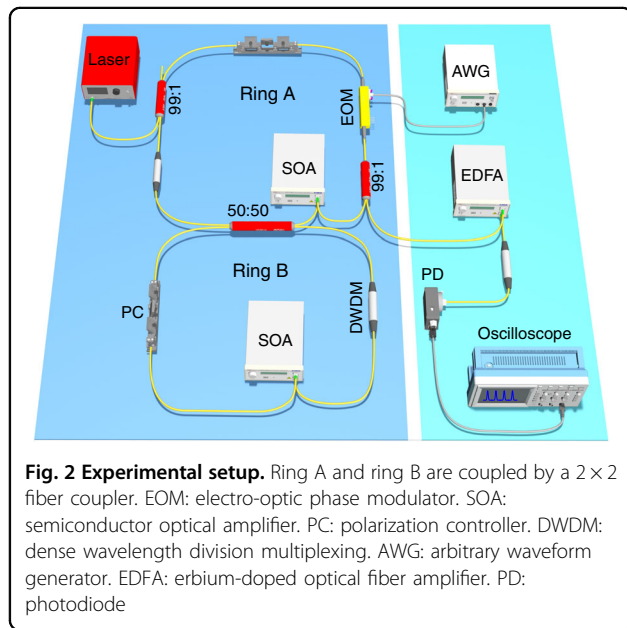 Laser
99:1
Ring A
EOM
AWG
SOA
99:1
EDFA
50:50
Ring B
PC
DWDM
PD
SOA
Oscilloscope
Fig. 2 Experimental setup. Ring A and ring B are coupled by a 2 × 2
fiber coupler. EOM: electro-optic phase modulator. SOA:
semiconductor optical amplifier. PC: polarization controller. DWDM:
dense wavelength division multiplexing. AWG: arbitrary waveform
generator. EDFA: erbium-doped optical fiber amplifier. PD:
photodiode